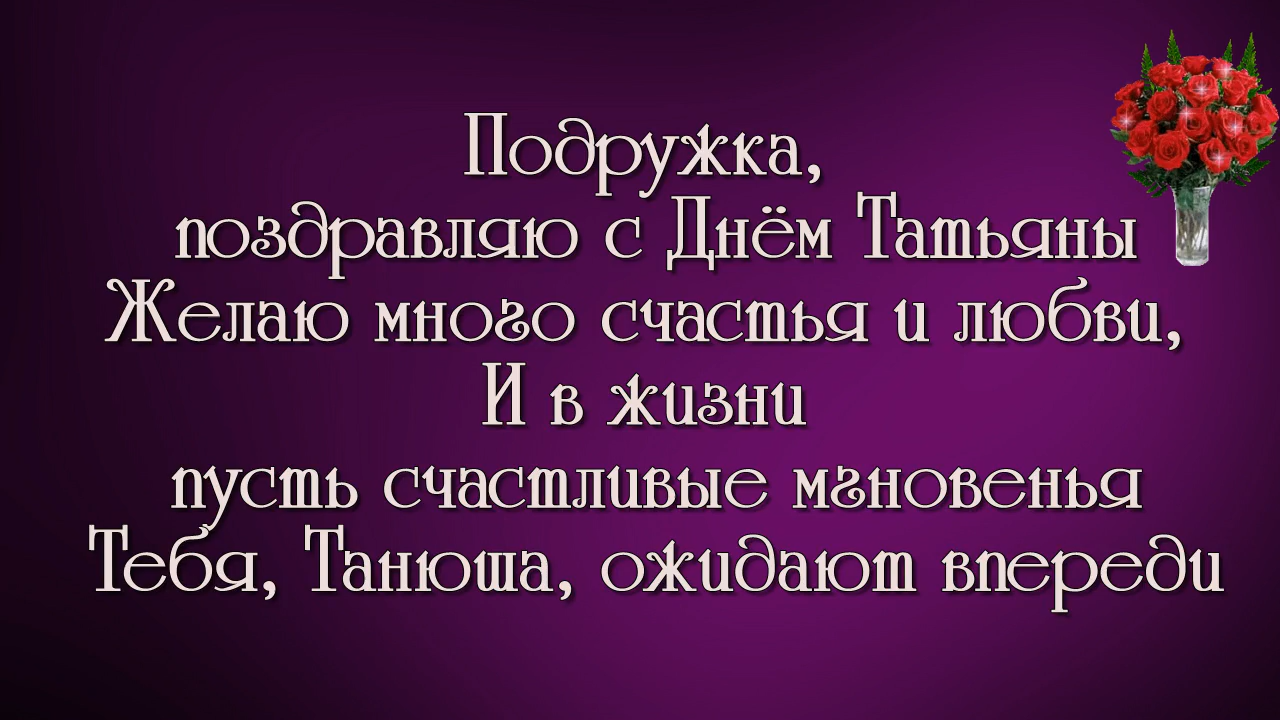 Подружка,
поздравляю с Днём Татьяны
Желаю много счастья и любви,
И в жизни
пусть счастливые мгновенья
Тебя, Танюша, ожидают впереди